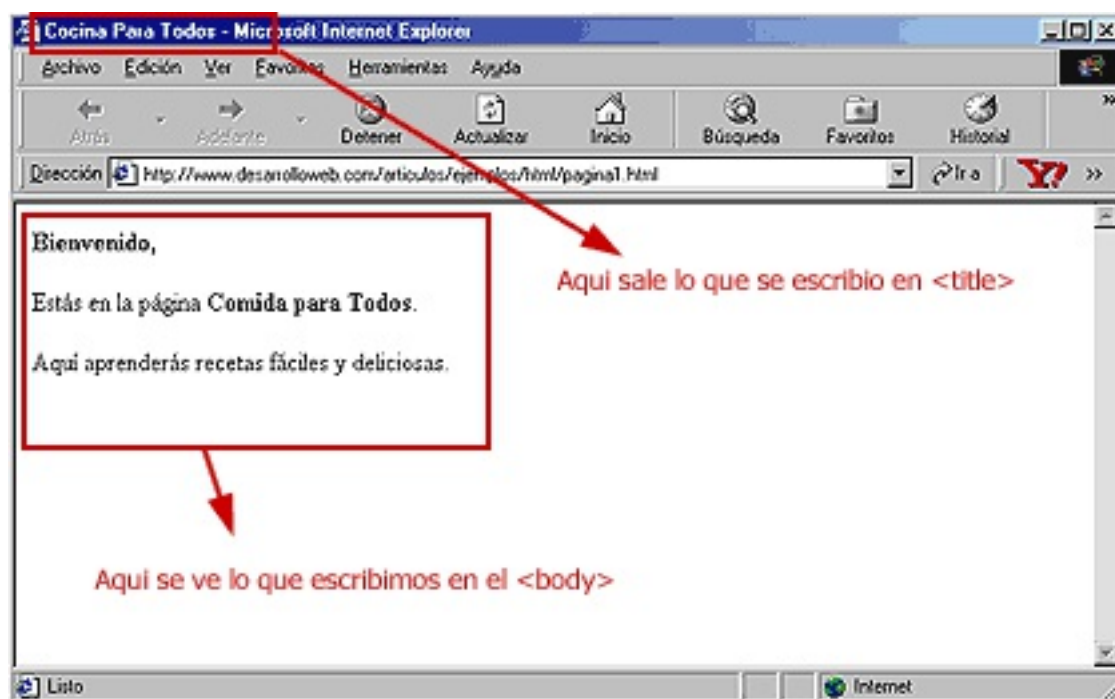 Cocina Para Todos - Microsoft Internet Explorer
Archivo Edición Ver Favoritos Herramientas Ayuda
Atrás Adelante Detener Actualizar Inicio Búsqueda Favoritos Historial »
Dirección http://www.desarrolloweb.com/articulos/ejemplos/html/pagina1.html Ir a Y! »
Bienvenido,
Estás en la página Comida para Todos.
Aquí aprenderás recetas fáciles y deliciosas.
Aqui sale lo que se escribio en <title>
Aqui se ve lo que escribimos en el <body>
Listo Internet